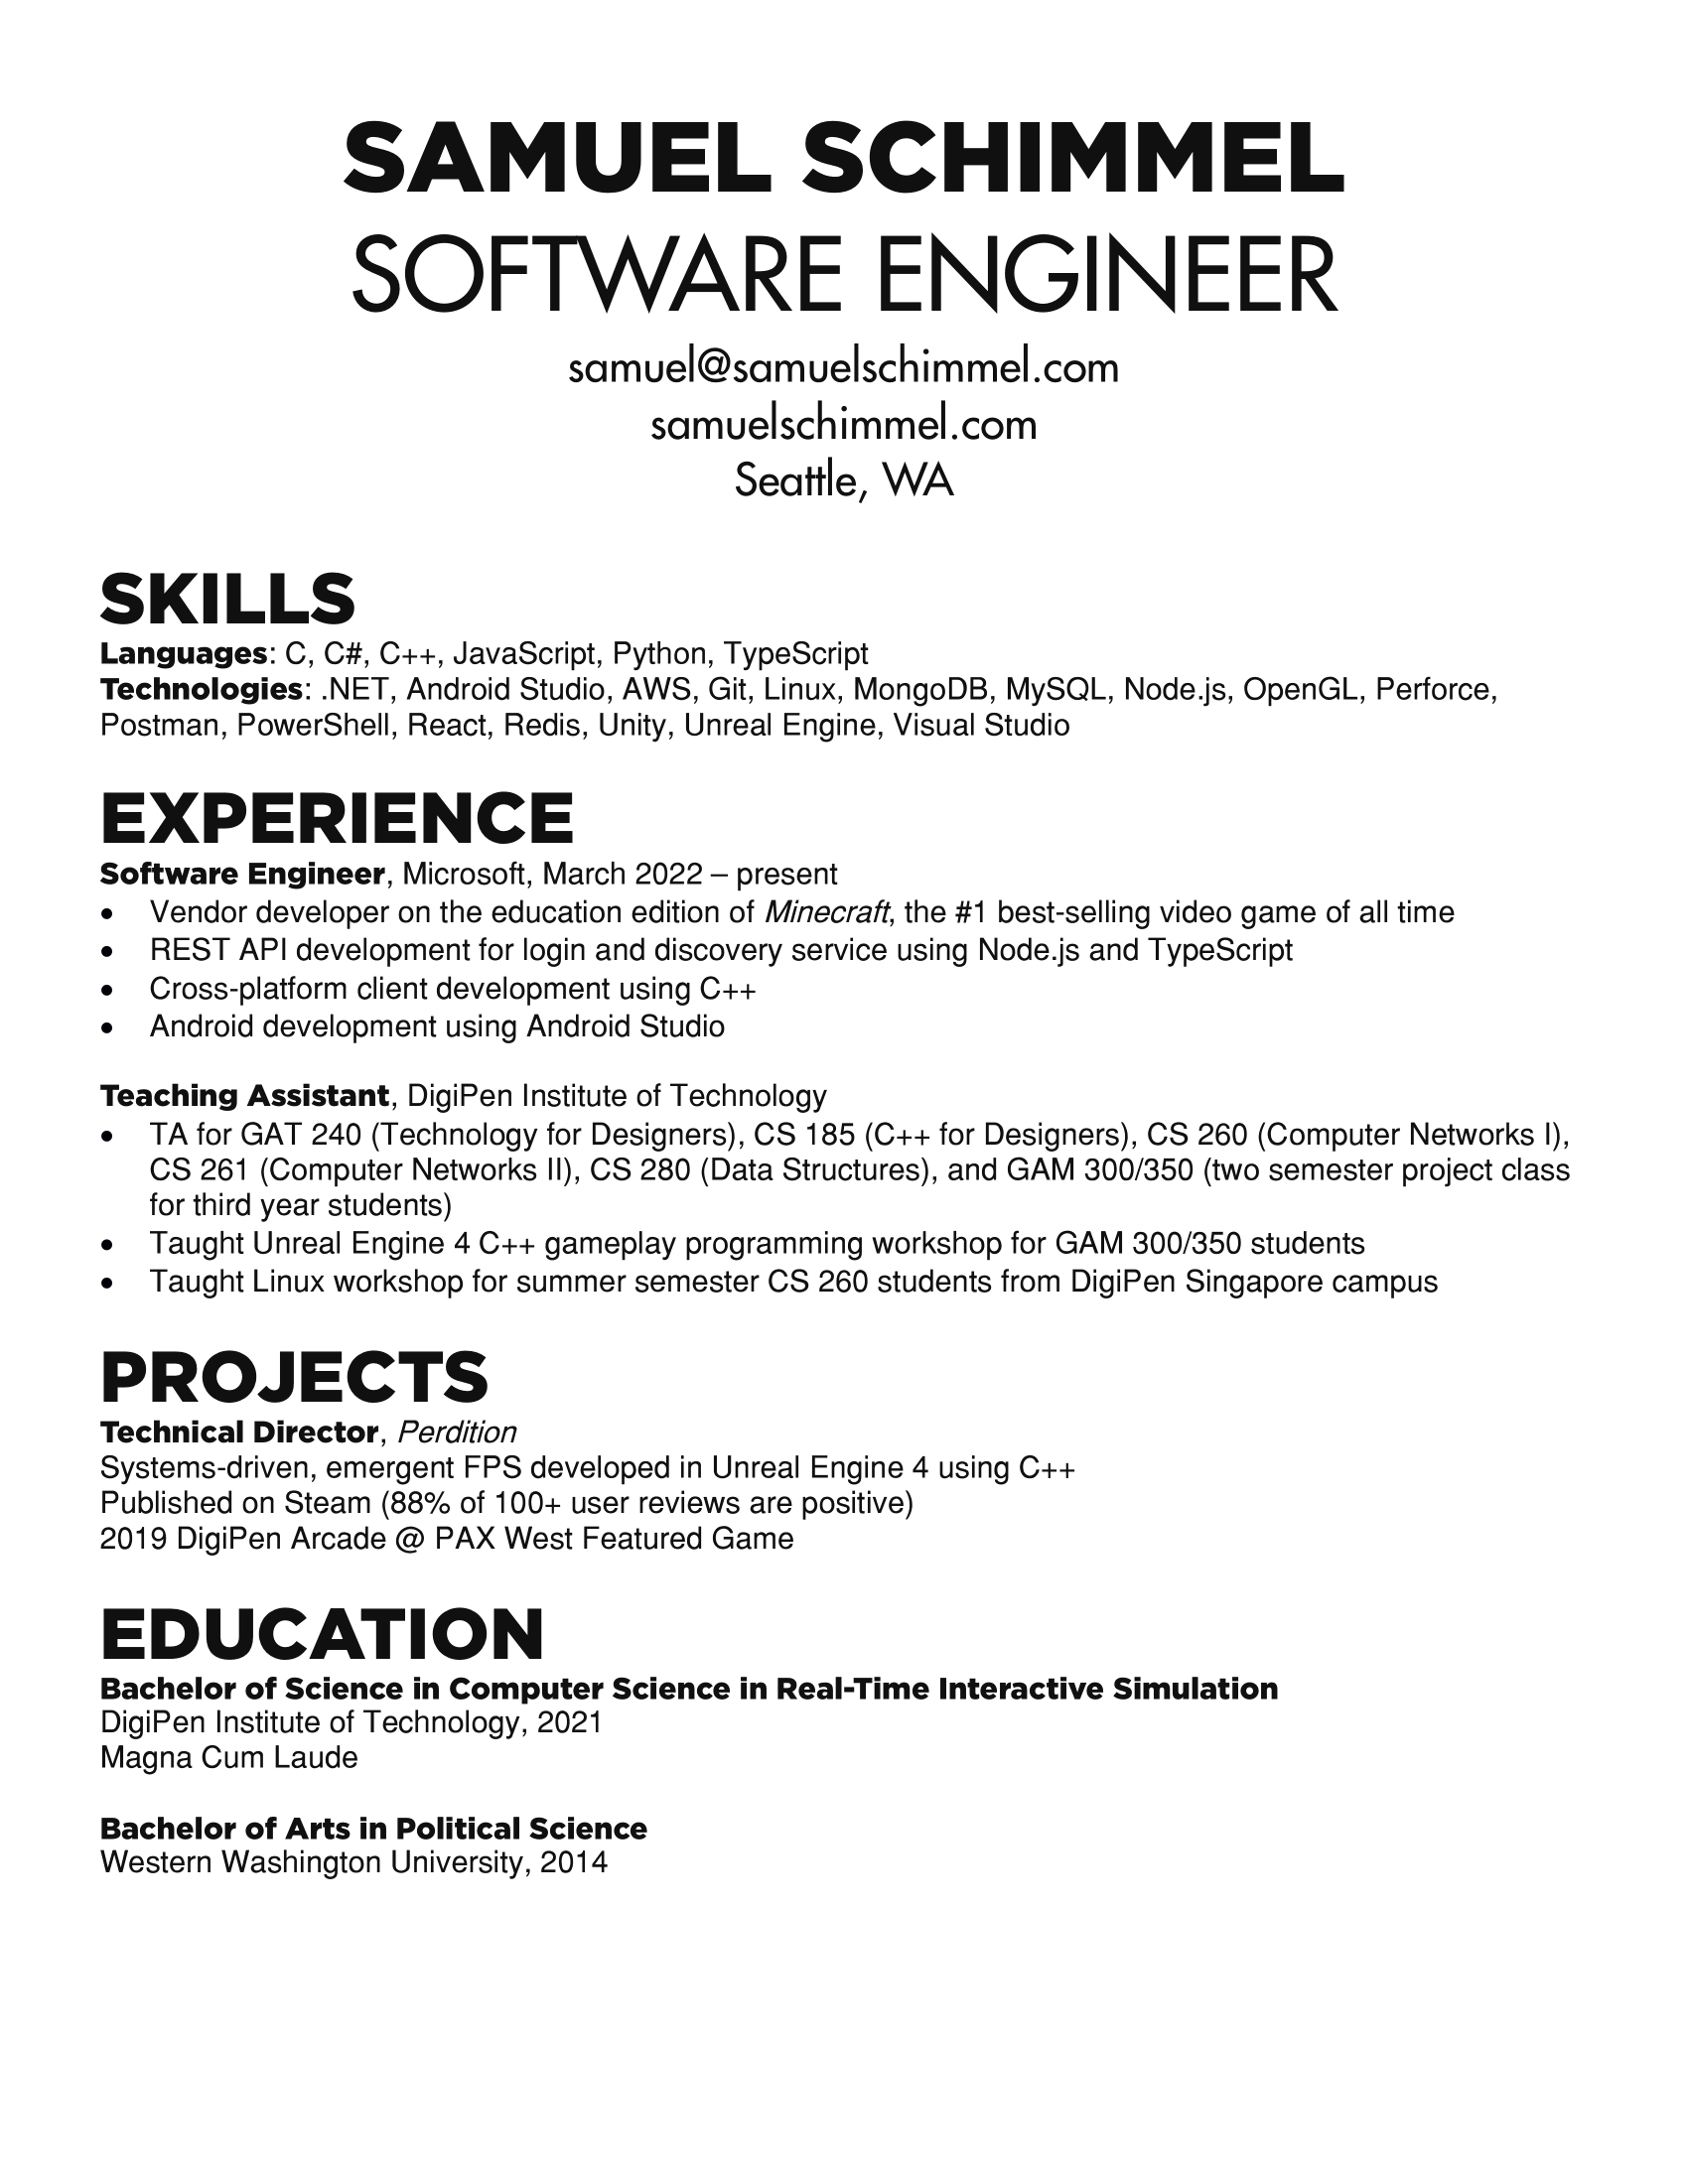 SAMUEL SCHIMMEL
SOFTWARE ENGINEER
samuel@samuelschimmel.com
samuelschimmel.com
Seattle, WA
SKILLS
Languages: C, C#, C++, JavaScript, Python, TypeScript
Technologies: .NET, Android Studio, AWS, Git, Linux, MongoDB, MySQL, Node.js, OpenGL, Perforce,
Postman, PowerShell, React, Redis, Unity, Unreal Engine, Visual Studio
EXPERIENCE
Software Engineer, Microsoft, March 2022 – present
• Vendor developer on the education edition of Minecraft, the #1 best-selling video game of all time
• REST API development for login and discovery service using Node.js and TypeScript
• Cross-platform client development using C++
• Android development using Android Studio
Teaching Assistant, DigiPen Institute of Technology
• TA for GAT 240 (Technology for Designers), CS 185 (C++ for Designers), CS 260 (Computer Networks I),
CS 261 (Computer Networks II), CS 280 (Data Structures), and GAM 300/350 (two semester project class
for third year students)
• Taught Unreal Engine 4 C++ gameplay programming workshop for GAM 300/350 students
• Taught Linux workshop for summer semester CS 260 students from DigiPen Singapore campus
PROJECTS
Technical Director, Perdition
Systems-driven, emergent FPS developed in Unreal Engine 4 using C++
Published on Steam (88% of 100+ user reviews are positive)
2019 DigiPen Arcade @ PAX West Featured Game
EDUCATION
Bachelor of Science in Computer Science in Real-Time Interactive Simulation
DigiPen Institute of Technology, 2021
Magna Cum Laude
Bachelor of Arts in Political Science
Western Washington University, 2014